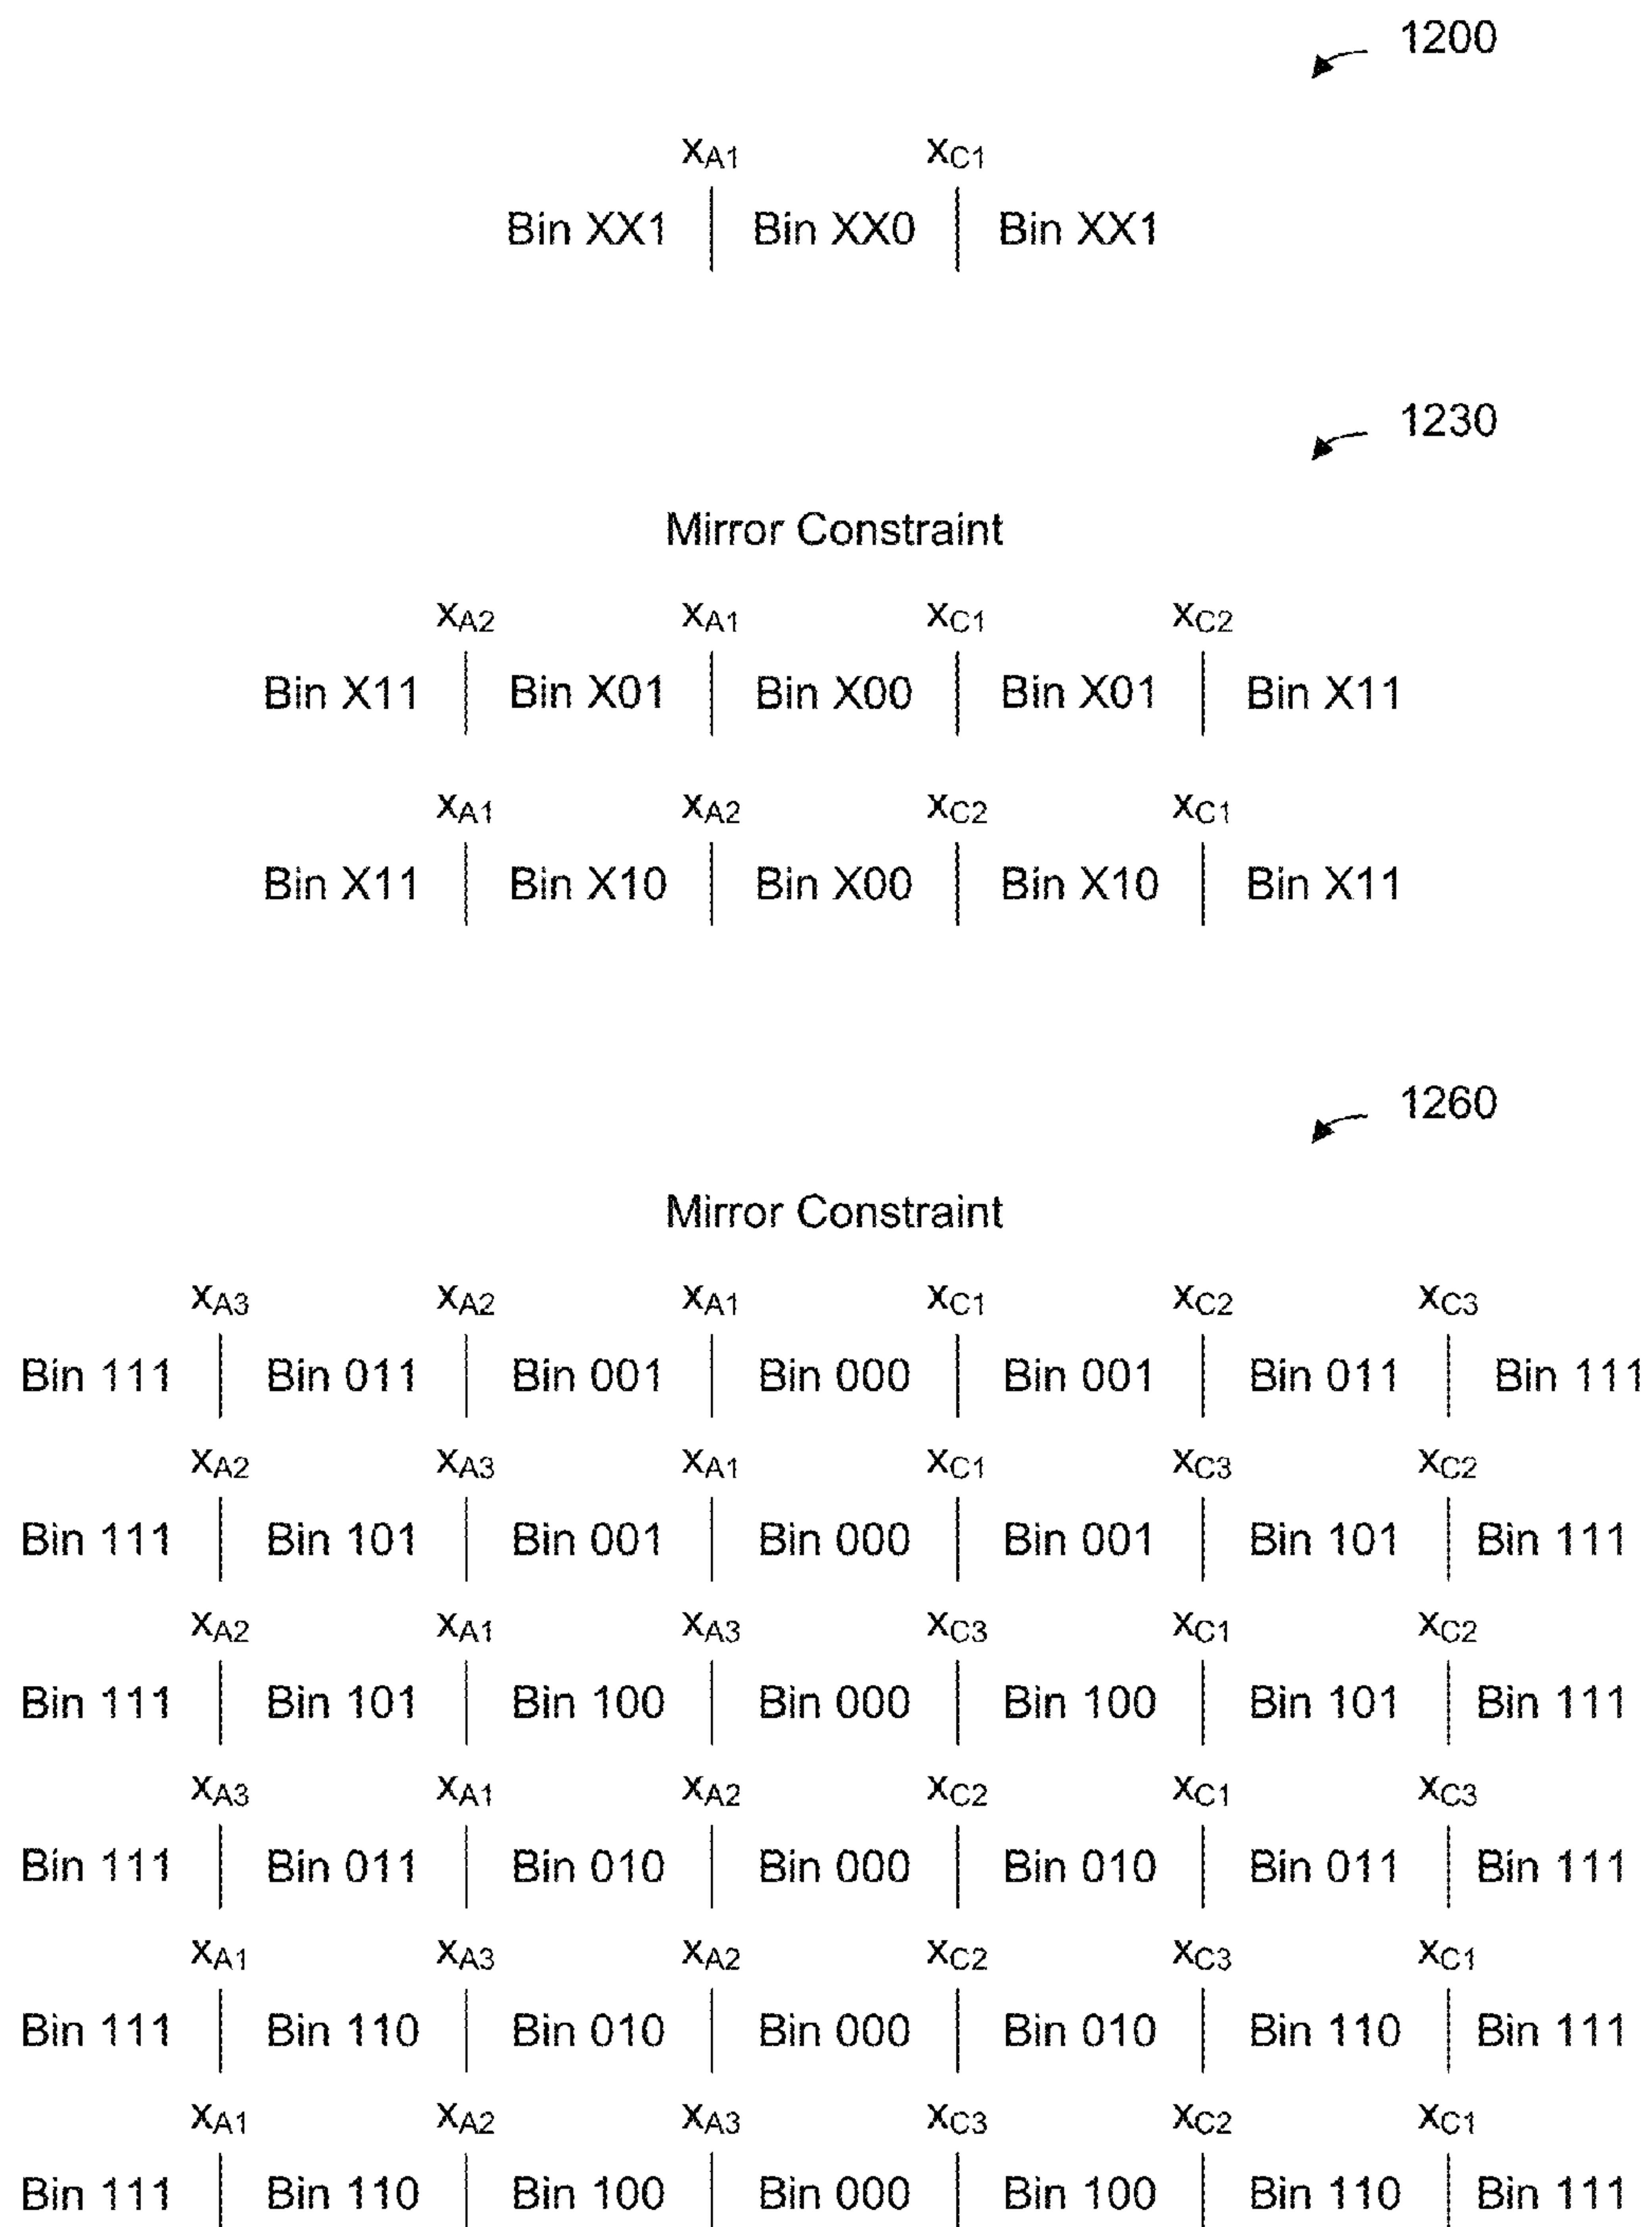 1200
xA1 xC1
Bin XX1 Bin XX0 Bin XX1
1230
Mirror Constraint
xA2 xA1 xC1 xC2
Bin X11 Bin X01 Bin X00 Bin X01 Bin X11
xA1 xA2 xC2 xC1
Bin X11 Bin X10 Bin X00 Bin X10 Bin X11
1260
Mirror Constraint
xA3 xA2 xA1 xC1 xC2 xC3
Bin 111 Bin 011 Bin 001 Bin 000 Bin 001 Bin 011 Bin 111
xA2 xA3 xA1 xC1 xC3 xC2
Bin 111 Bin 101 Bin 001 Bin 000 Bin 001 Bin 101 Bin 111
xA2 xA1 xA3 xC3 xC1 xC2
Bin 111 Bin 101 Bin 100 Bin 000 Bin 100 Bin 101 Bin 111
xA3 xA1 xA2 xC2 xC1 xC3
Bin 111 Bin 011 Bin 010 Bin 000 Bin 010 Bin 011 Bin 111
xA1 xA3 xA2 xC2 xC3 xC1
Bin 111 Bin 110 Bin 010 Bin 000 Bin 010 Bin 110 Bin 111
xA1 xA2 xA3 xC3 xC2 xC1
Bin 111 Bin 110 Bin 100 Bin 000 Bin 100 Bin 110 Bin 111